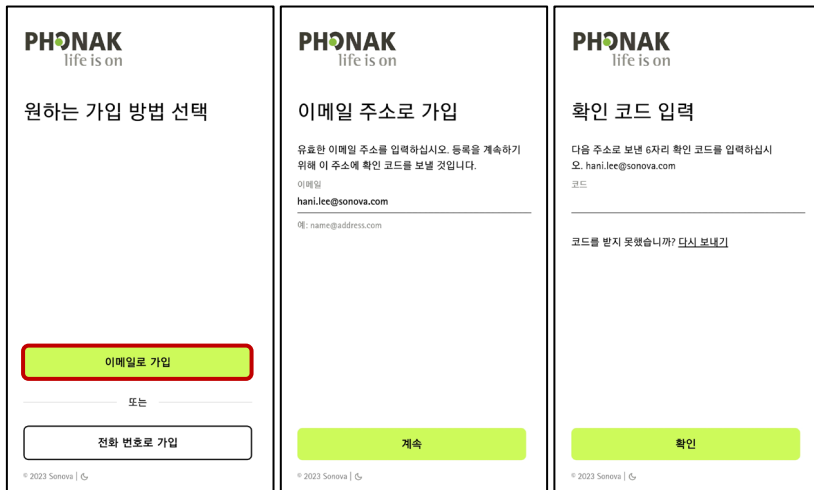 PHONAK
life is on
원하는 가입 방법 선택
이메일로 가입
또는
전화 번호로 가입
© 2023 Sonova |
PHONAK
life is on
이메일 주소로 가입
유효한 이메일 주소를 입력하십시오. 등록을 계속하기
위해 이 주소에 확인 코드를 보낼 것입니다.
이메일
hani.lee@sonova.com
예: name@address.com
계속
© 2023 Sonova |
PHONAK
life is on
확인 코드 입력
다음 주소로 보낸 6자리 확인 코드를 입력하십시
오. hani.lee@sonova.com
코드
코드를 받지 못했습니까? 다시 보내기
확인
© 2023 Sonova |